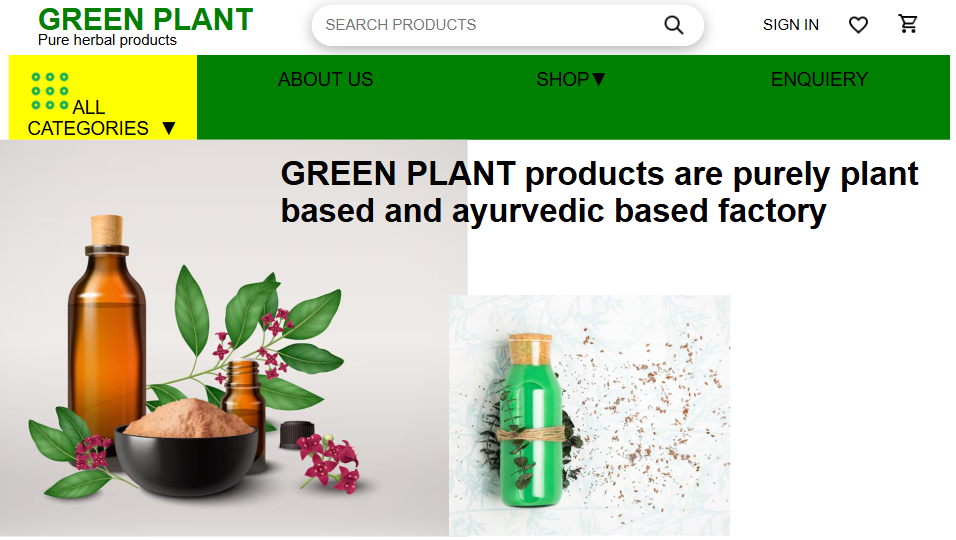 GREEN PLANT
Pure herbal products
SEARCH PRODUCTS
SIGN IN
ALL
CATEGORIES ▼
ABOUT US
SHOP▼
ENQUIERY
GREEN PLANT products are purely plant
based and ayurvedic based factory